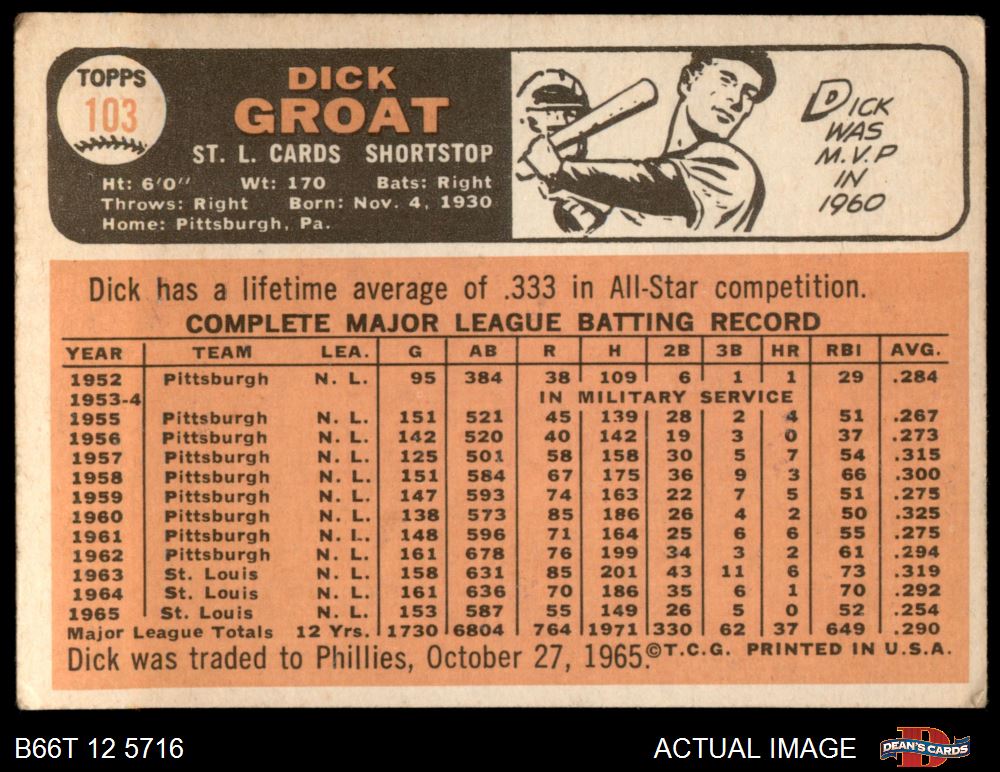 TOPPS
103
DICK
GROAT
ST. L. CARDS SHORTSTOP
Ht: 6'0" Wt: 170 Bats: Right
Throws: Right Born: Nov. 4, 1930
Home: Pittsburgh, Pa.
DICK
WAS
M.V.P
IN
1960
Dick has a lifetime average of .333 in All-Star competition.
COMPLETE MAJOR LEAGUE BATTING RECORD
YEAR TEAM LEA. G AB R H 2B 3B HR RBI AVG.
1952 Pittsburgh N. L. 95 384 38 109 6 1 1 29 .284
1953-4 IN MILITARY SERVICE
1955 Pittsburgh N. L. 151 521 45 139 28 2 4 51 .267
1956 Pittsburgh N. L. 142 520 40 142 19 3 0 37 .273
1957 Pittsburgh N. L. 125 501 58 158 30 5 7 54 .315
1958 Pittsburgh N. L. 151 584 67 175 36 9 3 66 .300
1959 Pittsburgh N. L. 147 593 74 163 22 7 5 51 .275
1960 Pittsburgh N. L. 138 573 85 186 26 4 2 50 .325
1961 Pittsburgh N. L. 148 596 71 164 25 6 6 55 .275
1962 Pittsburgh N. L. 161 678 76 199 34 3 2 61 .294
1963 St. Louis N. L. 158 631 85 201 43 11 6 73 .319
1964 St. Louis N. L. 161 636 70 186 35 6 1 70 .292
1965 St. Louis N. L. 153 587 55 149 26 5 0 52 .254
Major League Totals 12 Yrs. 1730 6804 764 1971 330 62 37 649 .290
Dick was traded to Phillies, October 27, 1965. ©T.C.G. PRINTED IN U.S.A.
B66T 12 5716 ACTUAL IMAGE DEAN'S CARDS